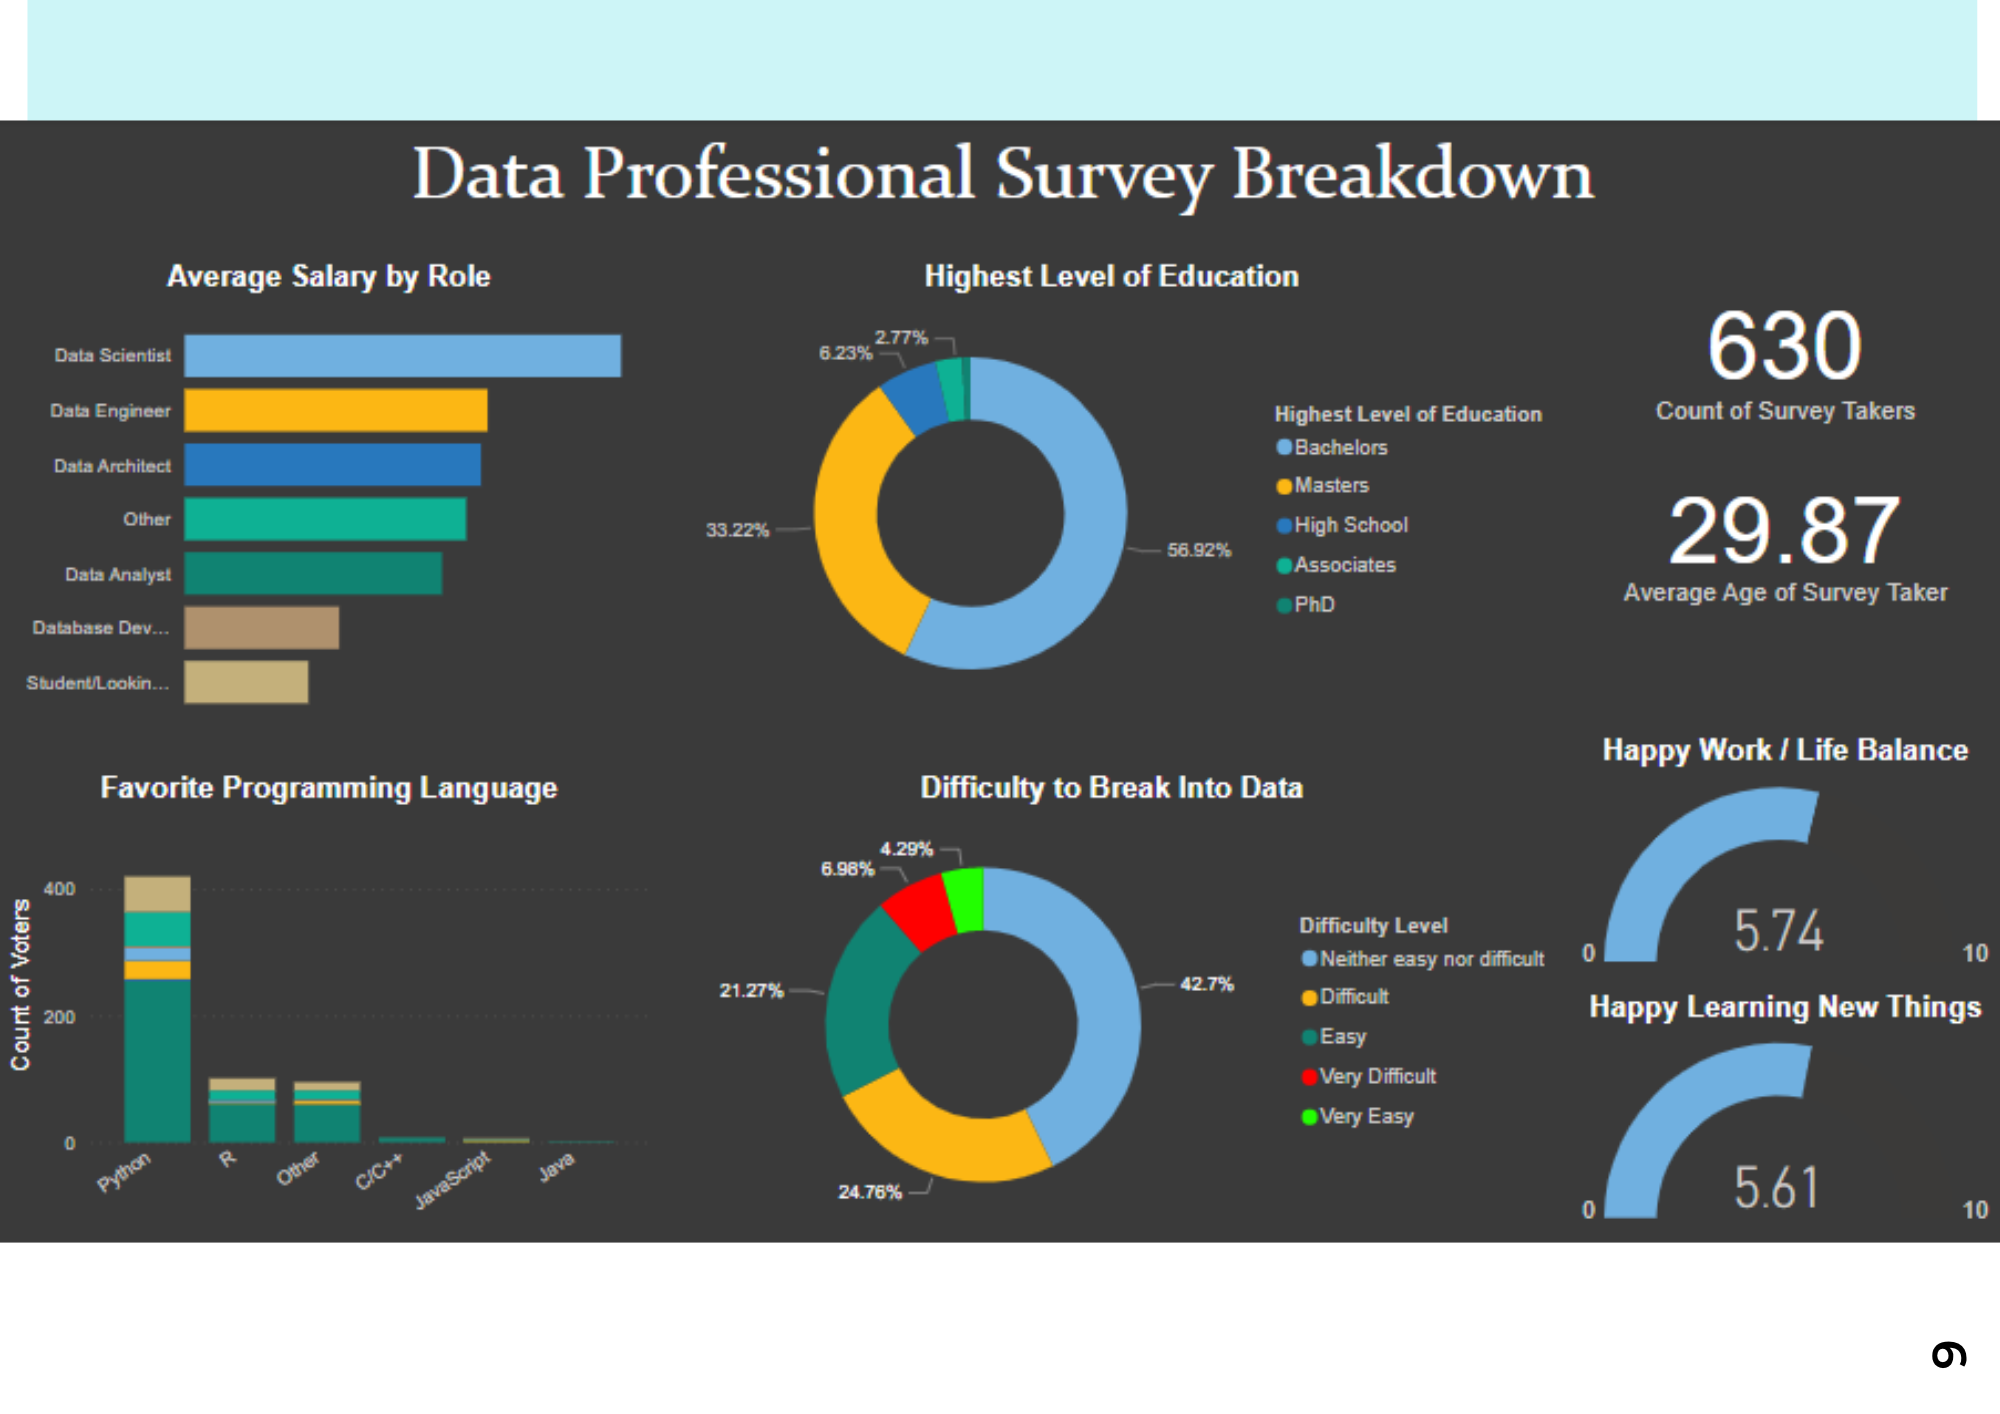 Data Professional Survey Breakdown
Average Salary by Role
Data Scientist
Data Engineer
Data Architect
Other
Data Analyst
Database Dev...
Student/Lookin...
Highest Level of Education
2.77%
6.23%
33.22%
56.92%
Highest Level of Education
Bachelors
Masters
High School
Associates
PhD
630
Count of Survey Takers
29.87
Average Age of Survey Taker
Favorite Programming Language
Count of Voters
400
200
0
Python
R
Other
C/C++
JavaScript
Java
Difficulty to Break Into Data
4.29%
6.98%
21.27%
42.7%
24.76%
Difficulty Level
Neither easy nor difficult
Difficult
Easy
Very Difficult
Very Easy
Happy Work / Life Balance
5.74
0
10
Happy Learning New Things
5.61
0
10
9